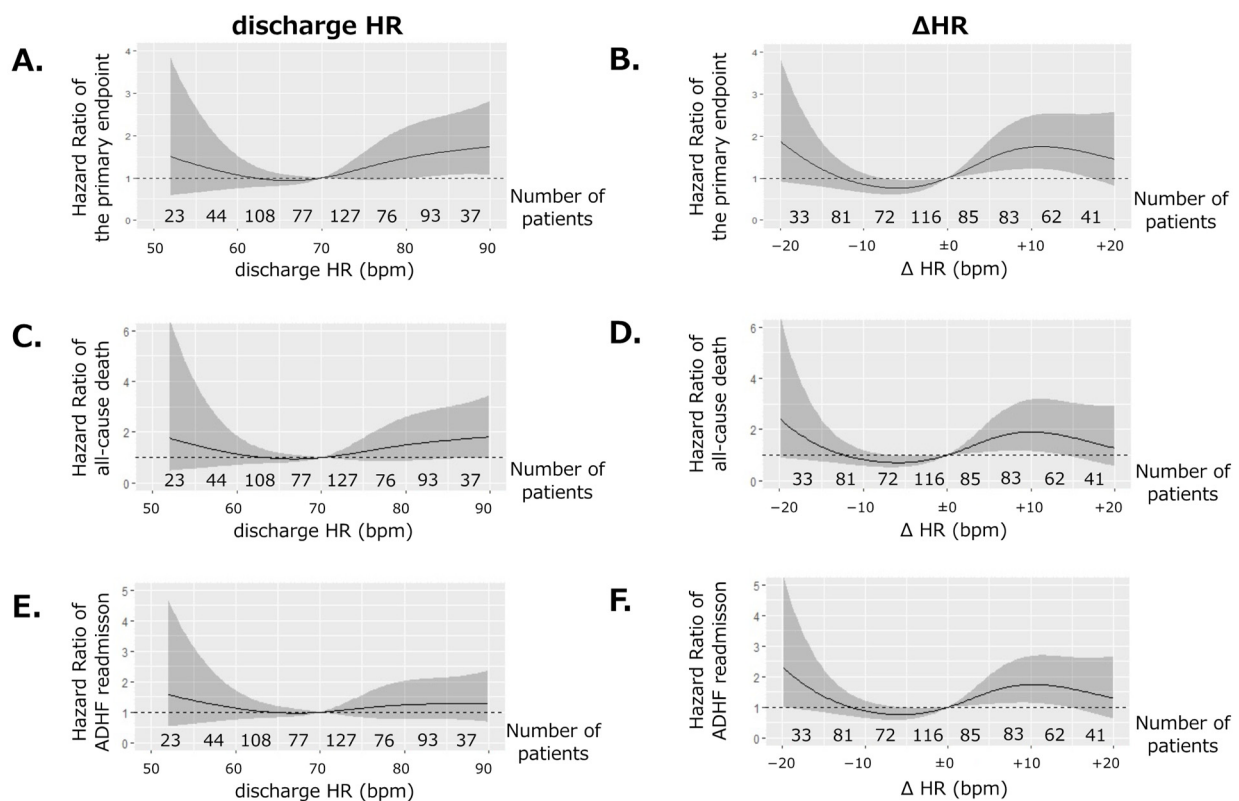 discharge HR
ΔHR
A.
Hazard Ratio of
the primary endpoint
4
3
2
1
0
23 44 108 77 127 76 93 37
Number of
patients
50 60 70 80 90
discharge HR (bpm)
B.
Hazard Ratio of
the primary endpoint
4
3
2
1
0
33 81 72 116 85 83 62 41
Number of
patients
−20 −10 ±0 +10 +20
Δ HR (bpm)
C.
Hazard Ratio of
all-cause death
6
4
2
0
23 44 108 77 127 76 93 37
Number of
patients
50 60 70 80 90
discharge HR (bpm)
D.
Hazard Ratio of
all-cause death
6
4
2
1
0
33 81 72 116 85 83 62 41
Number of
patients
−20 −10 ±0 +10 +20
Δ HR (bpm)
E.
Hazard Ratio of
ADHF readmisson
5
4
3
2
1
0
23 44 108 77 127 76 93 37
Number of
patients
50 60 70 80 90
discharge HR (bpm)
F.
Hazard Ratio of
ADHF readmisson
5
4
3
2
1
0
33 81 72 116 85 83 62 41
Number of
patients
−20 −10 ±0 +10 +20
Δ HR (bpm)